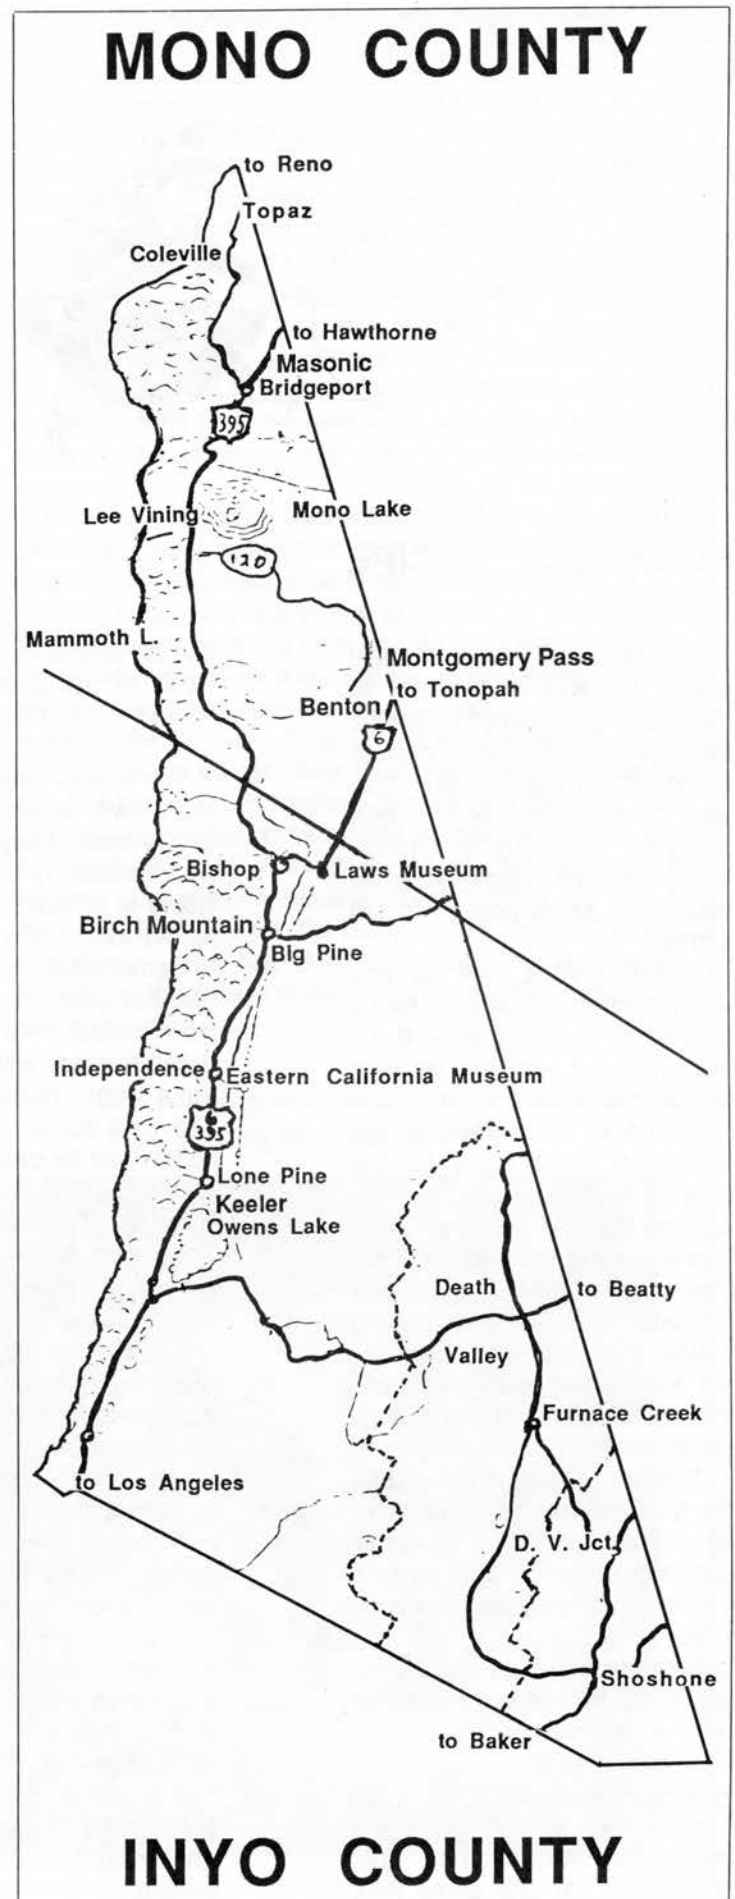 MONO COUNTY
to Reno
Topaz
Coleville
to Hawthorne
Masonic
Bridgeport
395
Lee Vining
Mono Lake
120
Mammoth L.
Montgomery Pass
to Tonopah
Benton
6
Bishop
Laws Museum
Birch Mountain
Big Pine
Independence
Eastern California Museum
6
395
Lone Pine
Keeler
Owens Lake
Death
to Beatty
Valley
Furnace Creek
to Los Angeles
D. V. Jct.
Shoshone
to Baker
INYO COUNTY